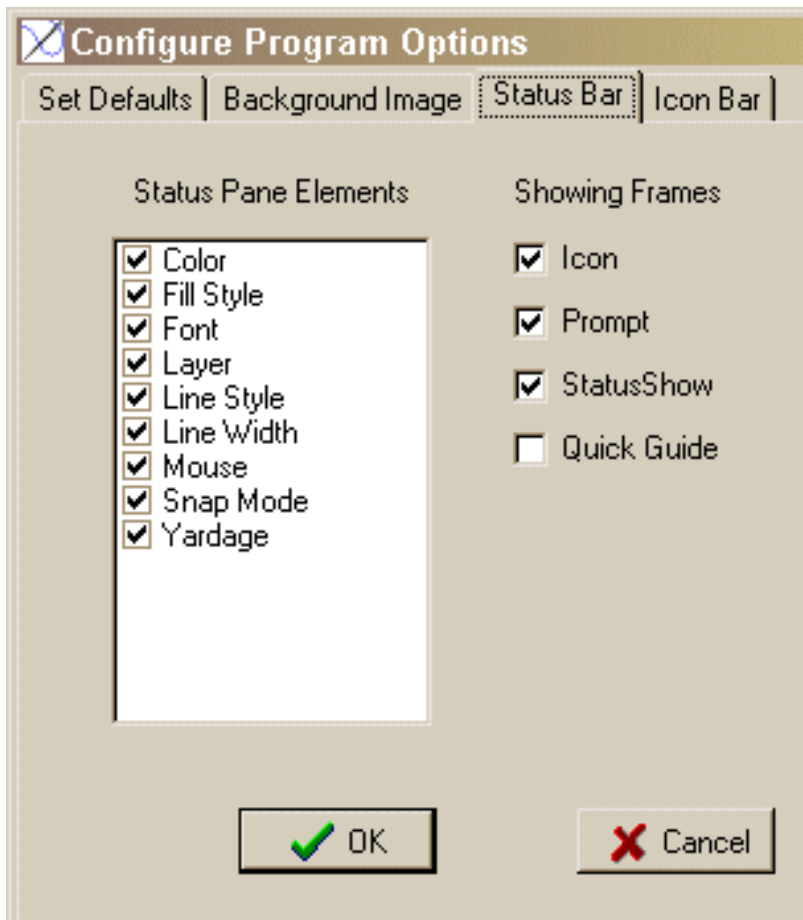 Configure Program Options
Set Defaults Background Image Status Bar Icon Bar
Status Pane Elements
Color
Fill Style
Font
Layer
Line Style
Line Width
Mouse
Snap Mode
Yardage
Showing Frames
Icon
Prompt
StatusShow
Quick Guide
OK Cancel